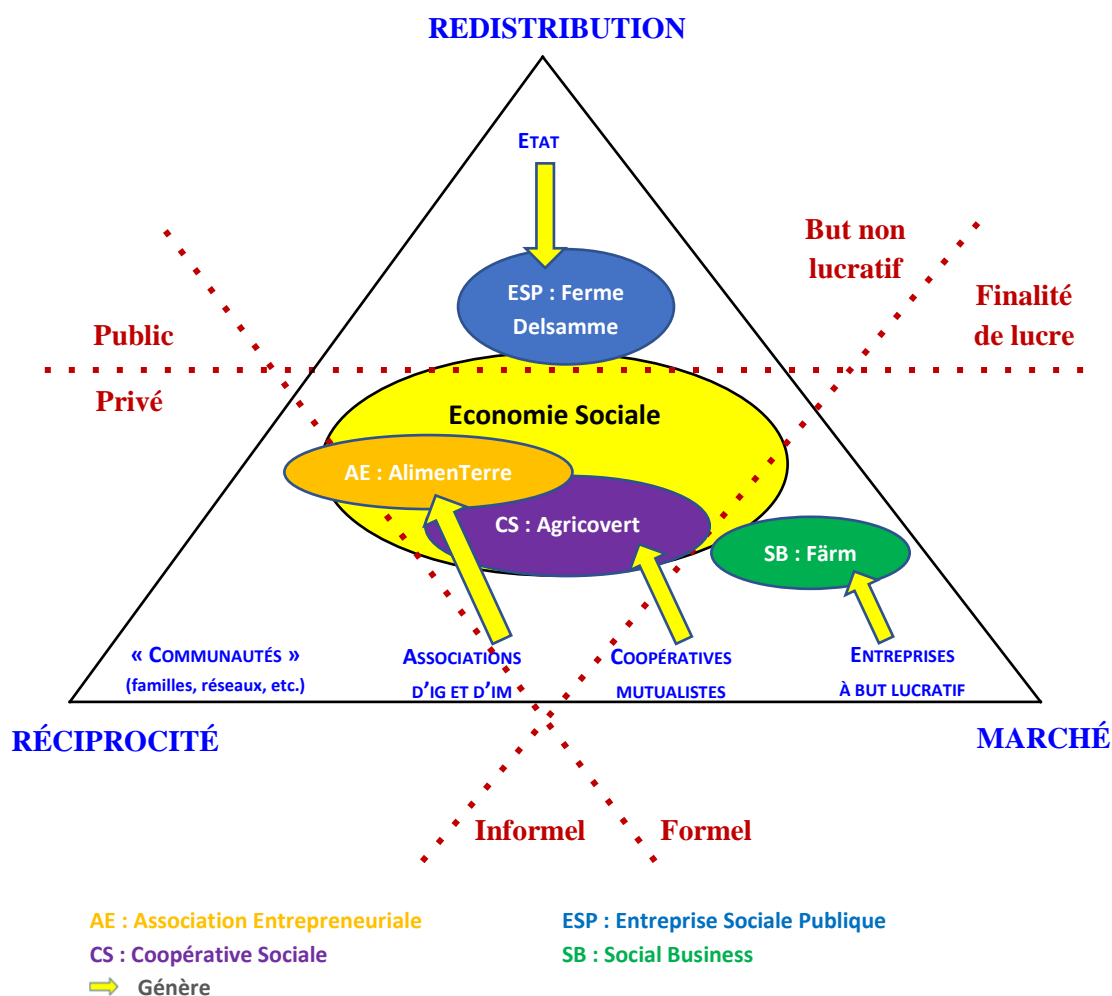 REDISTRIBUTION
ETAT
But non
lucratif
ESP : Ferme
Delsamme
Finalité
de lucre
Public
Privé
Economie Sociale
AE : AlimenTerre
CS : Agricovert
SB : Färm
« COMMUNAUTÉS »
(familles, réseaux, etc.)
ASSOCIATIONS
D’IG ET D’IM
COOPÉRATIVES
MUTUALISTES
ENTREPRISES
À BUT LUCRATIF
RÉCIPROCITÉ
MARCHÉ
Informel
Formel
AE : Association Entrepreneuriale
ESP : Entreprise Sociale Publique
CS : Coopérative Sociale
SB : Social Business
Génère